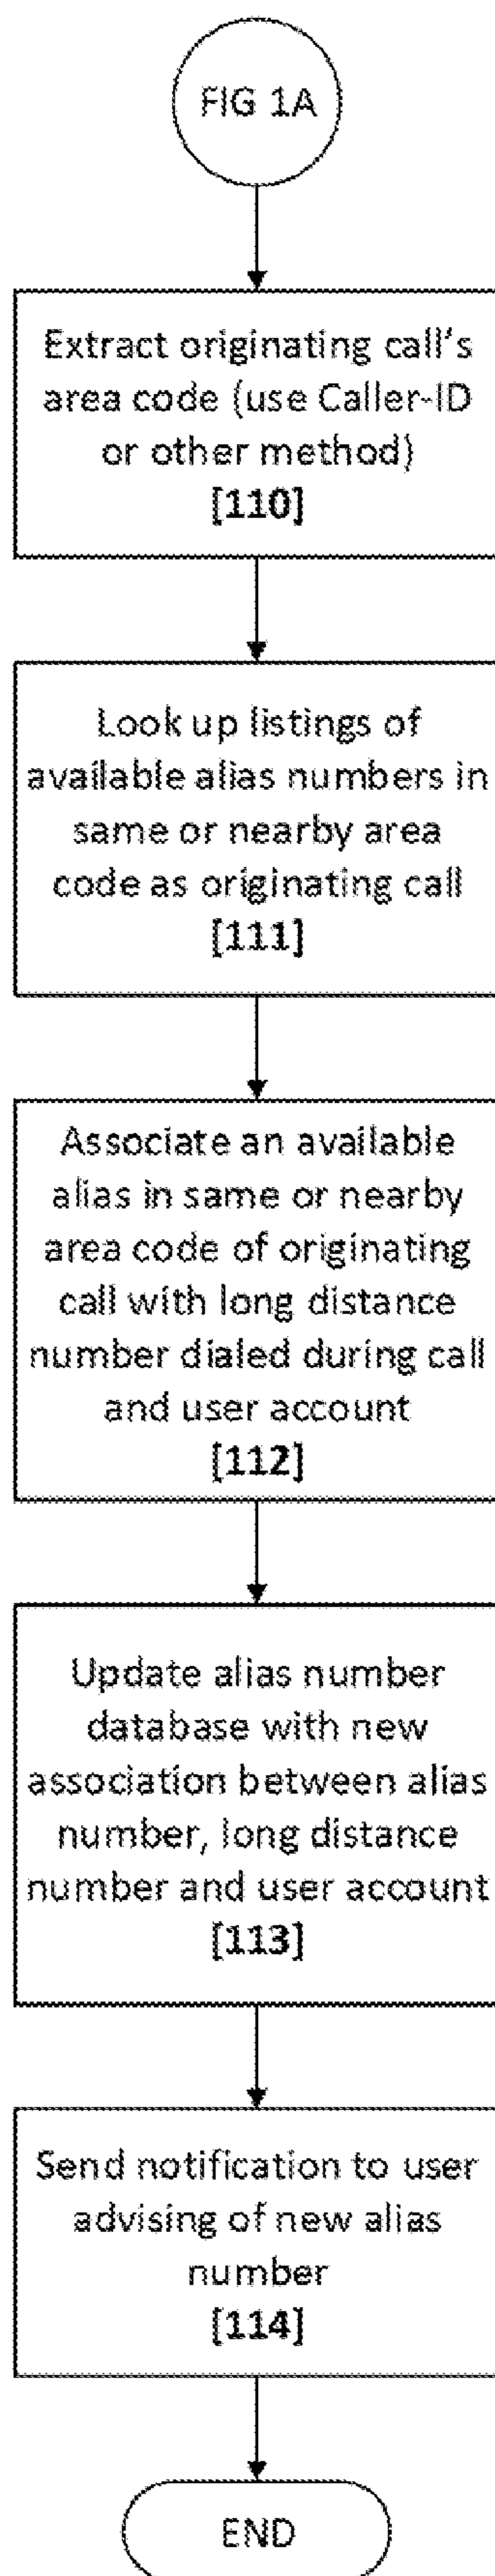 FIG 1A
Extract originating call's
area code (use Caller-ID
or other method)
[110]
Look up listings of
available alias numbers in
same or nearby area
code as originating call
[111]
Associate an available
alias in same or nearby
area code of originating
call with long distance
number dialed during call
and user account
[112]
Update alias number
database with new
association between alias
number, long distance
number and user account
[113]
Send notification to user
advising of new alias
number
[114]
END